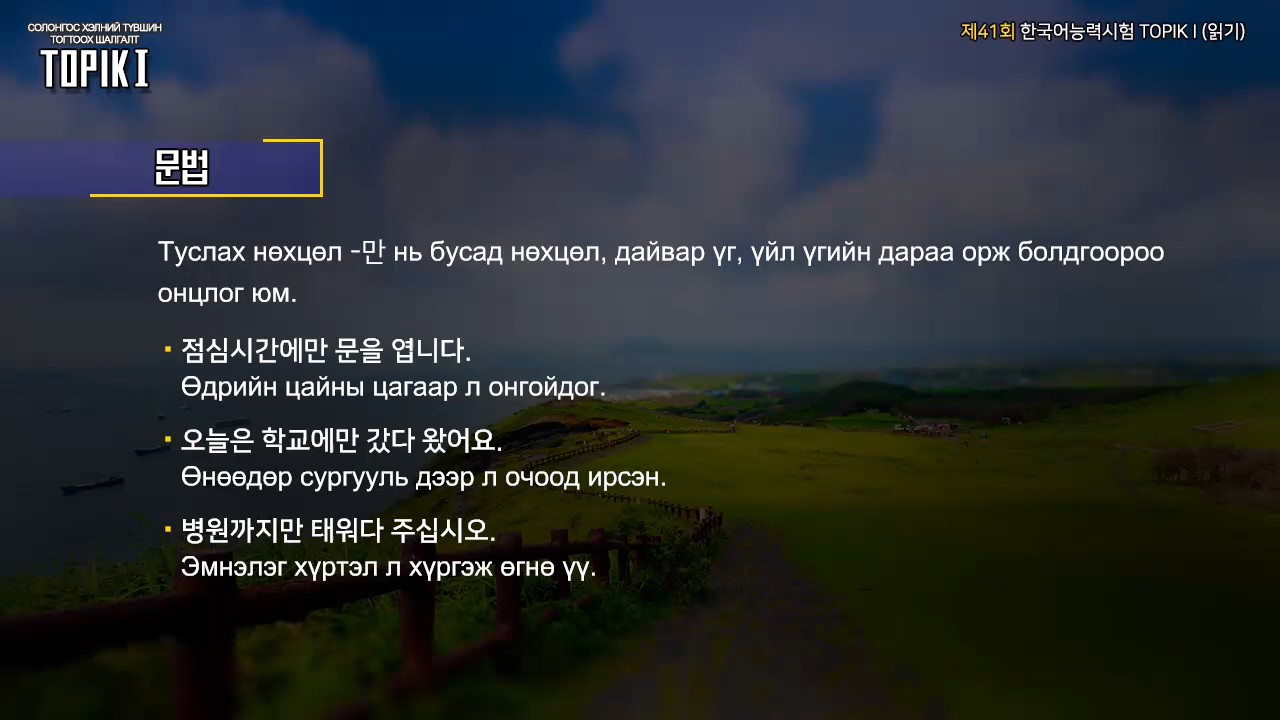 СОЛОНГОС ХЭЛНИЙ ТҮВШИН
ТОГТООХ ШАЛГАЛТ
TOPIK I
제41회 한국어능력시험 TOPIK I (읽기)
문법
Туслах нөхцөл -만 нь бусад нөхцөл, дайвар үг, үйл үгийн дараа орж болдгоороо
онцлог юм.
· 점심시간에만 문을 엽니다.
Өдрийн цайны цагаар л онгойдог.
· 오늘은 학교에만 갔다 왔어요.
Өнөөдөр сургууль дээр л очоод ирсэн.
· 병원까지만 태워다 주십시오.
Эмнэлэг хүртэл л хүргэж өгнө үү.